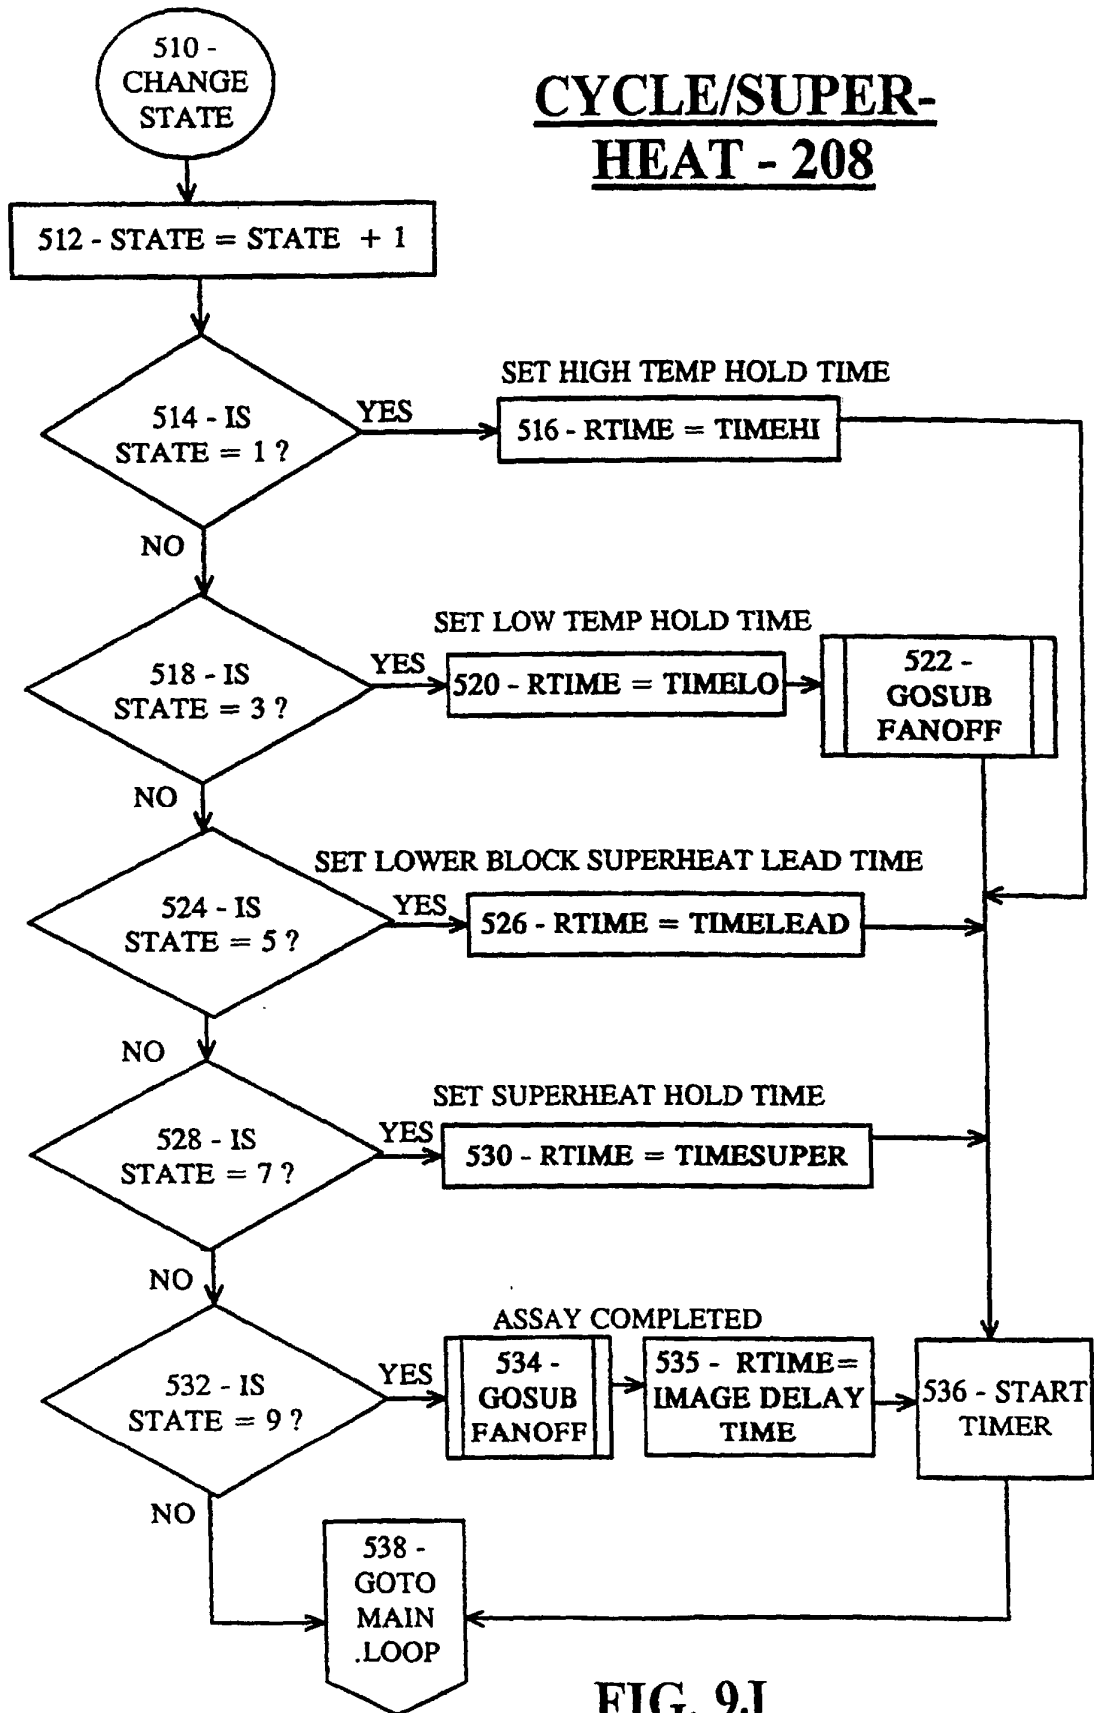 510 -
CHANGE
STATE
CYCLE/SUPER-
HEAT - 208
512 - STATE = STATE + 1
514 - IS
STATE = 1 ?
YES
SET HIGH TEMP HOLD TIME
516 - RTIME = TIMEHI
NO
518 - IS
STATE = 3 ?
YES
SET LOW TEMP HOLD TIME
520 - RTIME = TIMELO
522 -
GOSUB
FANOFF
NO
524 - IS
STATE = 5 ?
YES
SET LOWER BLOCK SUPERHEAT LEAD TIME
526 - RTIME = TIMELEAD
NO
528 - IS
STATE = 7 ?
YES
SET SUPERHEAT HOLD TIME
530 - RTIME = TIMESUPER
NO
532 - IS
STATE = 9 ?
YES
ASSAY COMPLETED
534 -
GOSUB
FANOFF
535 - RTIME=
IMAGE DELAY
TIME
536 - START
TIMER
NO
538 -
GOTO
MAIN
.LOOP
FIG.